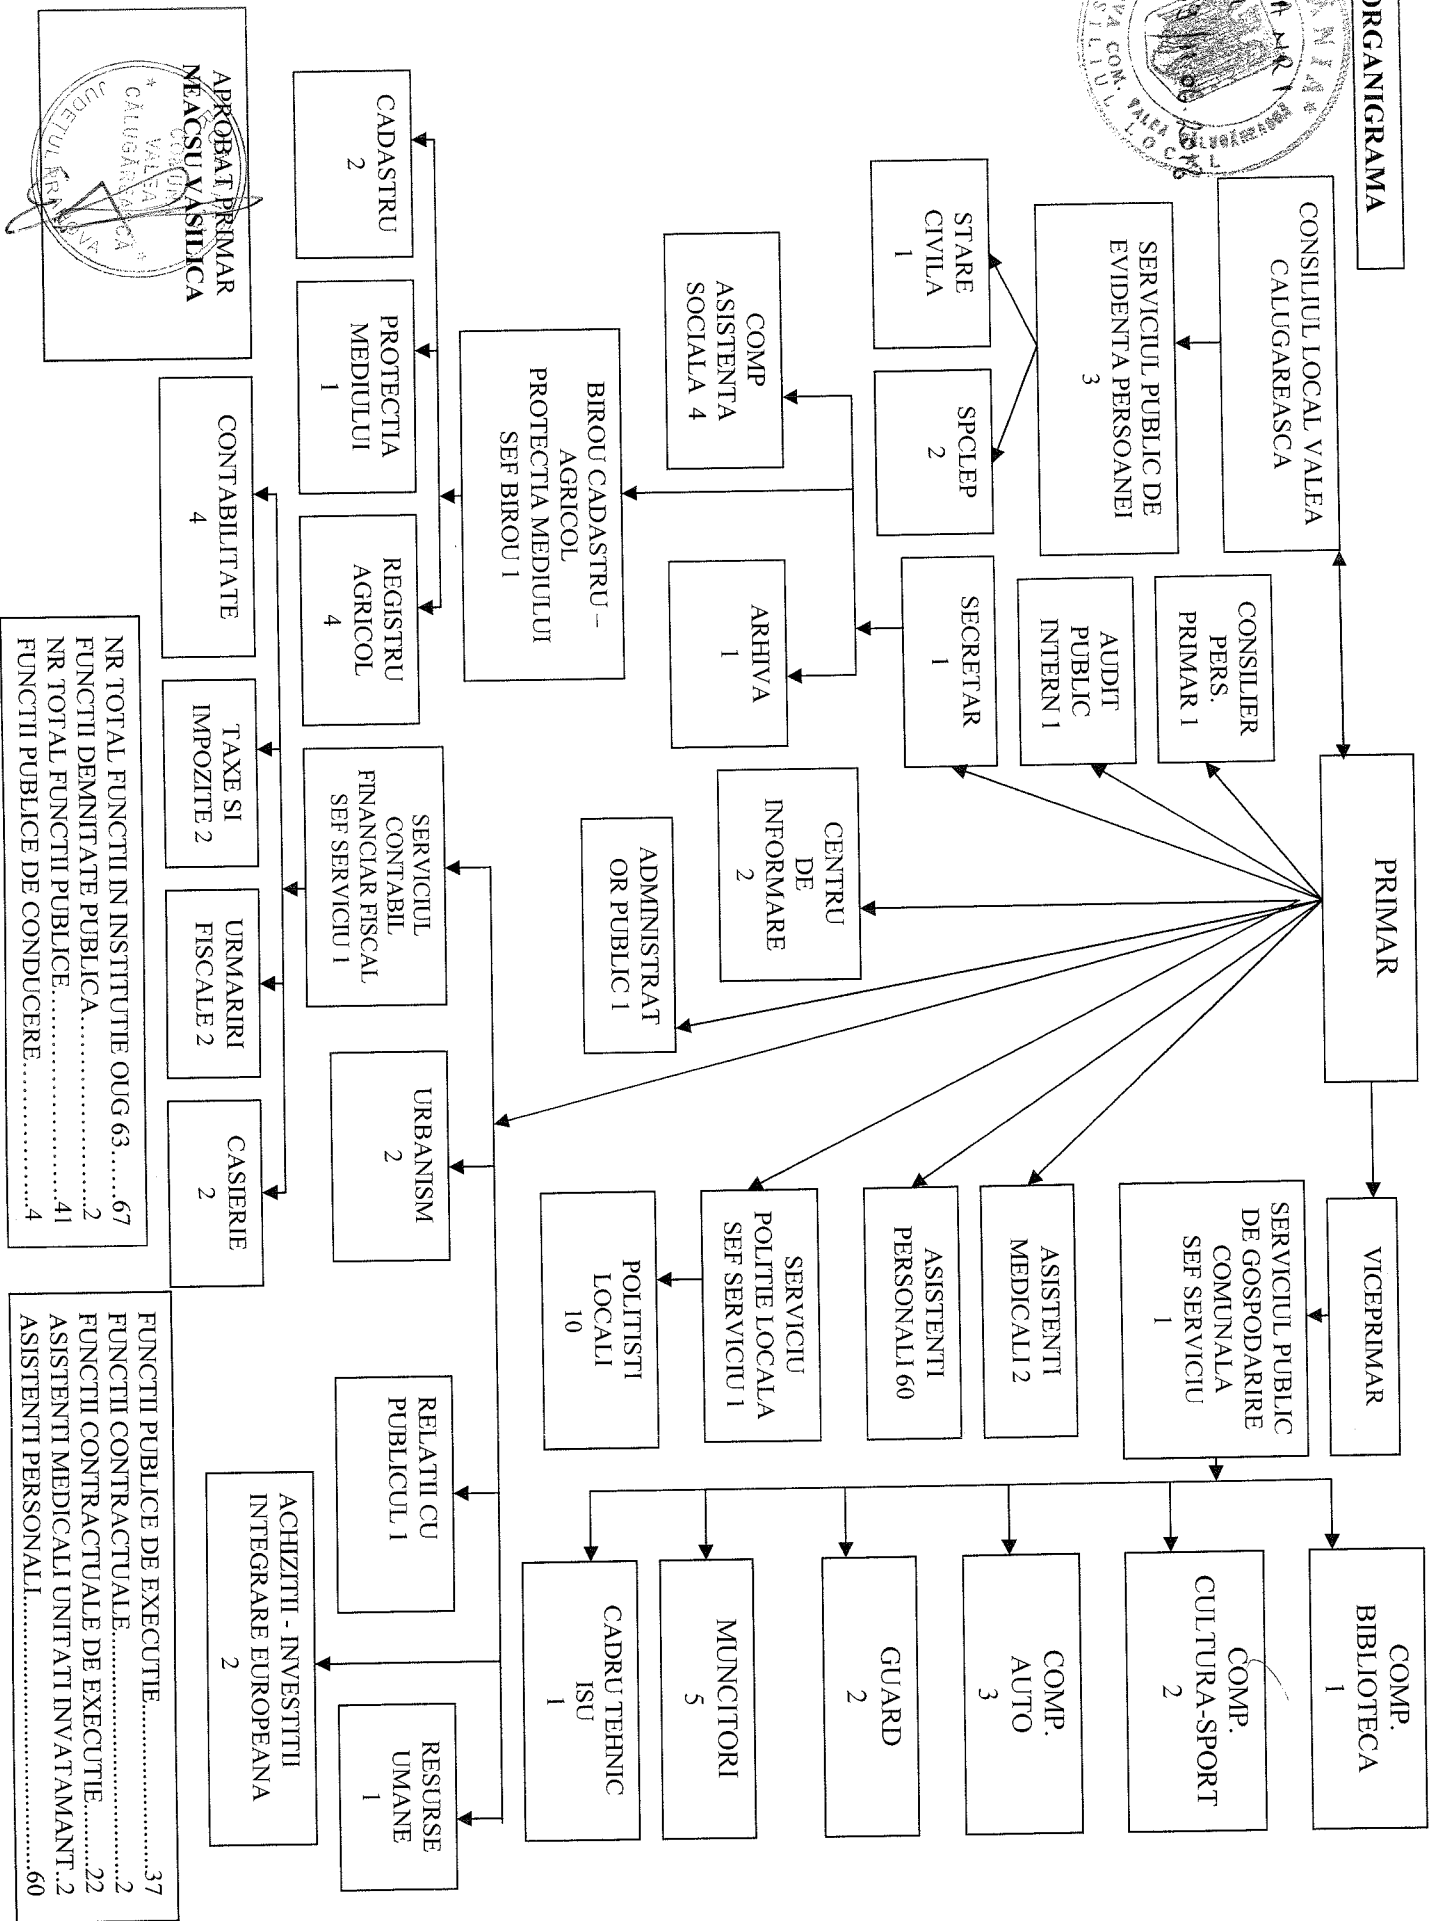 ORGANIGRAMA
CONSILIUL LOCAL VALEA
CALUGAREASCA
PRIMAR
VICEPRIMAR
SERVICIUL PUBLIC DE
EVIDENTA PERSOANEI
3
STARE
CIVILA
1
SPCLEP
2
CONSILIER
PERS.
PRIMAR 1
AUDIT
PUBLIC
INTERN 1
SECRETAR
1
CENTRU
DE
INFORMARE
2
ADMINISTRAT
OR PUBLIC 1
ASISTENTI
MEDICALI 2
ASISTENTI
PERSONALI 60
SERVICIU
POLITIE LOCALA
SEF SERVICIU 1
POLITISTI
LOCALI
10
SERVICIUL PUBLIC
DE GOSPODARIRE
COMUNALA
SEF SERVICIU
1
COMP.
BIBLIOTECA
1
COMP.
CULTURA-SPORT
2
COMP.
AUTO
3
GUARD
2
MUNCITORI
5
CADRU TEHNIC
ISU
1
COMP
ASISTENTA
SOCIALA 4
ARHIVA
1
BIROU CADASTRU –
AGRICOL
PROTECTIA MEDIULUI
SEF BIROU 1
CADASTRU
2
PROTECTIA
MEDIULUI
1
REGISTRU
AGRICOL
4
SERVICIUL
CONTABIL
FINANCIAR FISCAL
SEF SERVICIU 1
URBANISM
2
RELATII CU
PUBLICUL 1
ACHIZITII - INVESTITII
INTEGRARE EUROPEANA
2
RESURSE
UMANE
1
CONTABILITATE
4
TAXE SI
IMPOZITE 2
URMARIRI
FISCALE 2
CASIERIE
2
APROBAT PRIMAR
NEACSU VASILICA
COMUNA
VALEA
CĂLUGĂREASCĂ
JUDEȚUL PRAHOVA
NR TOTAL FUNCTII IN INSTITUTIE OUG 63......67
FUNCTII DEMNITATE PUBLICA......................2
NR TOTAL FUNCTII PUBLICE........................41
FUNCTII PUBLICE DE CONDUCERE................4
FUNCTII PUBLICE DE EXECUTIE......................37
FUNCTII CONTRACTUALE..............................2
FUNCTII CONTRACTUALE DE EXECUTIE........22
ASISTENTI MEDICALI UNITATI INVATAMANT..2
ASISTENTI PERSONALI...................................60